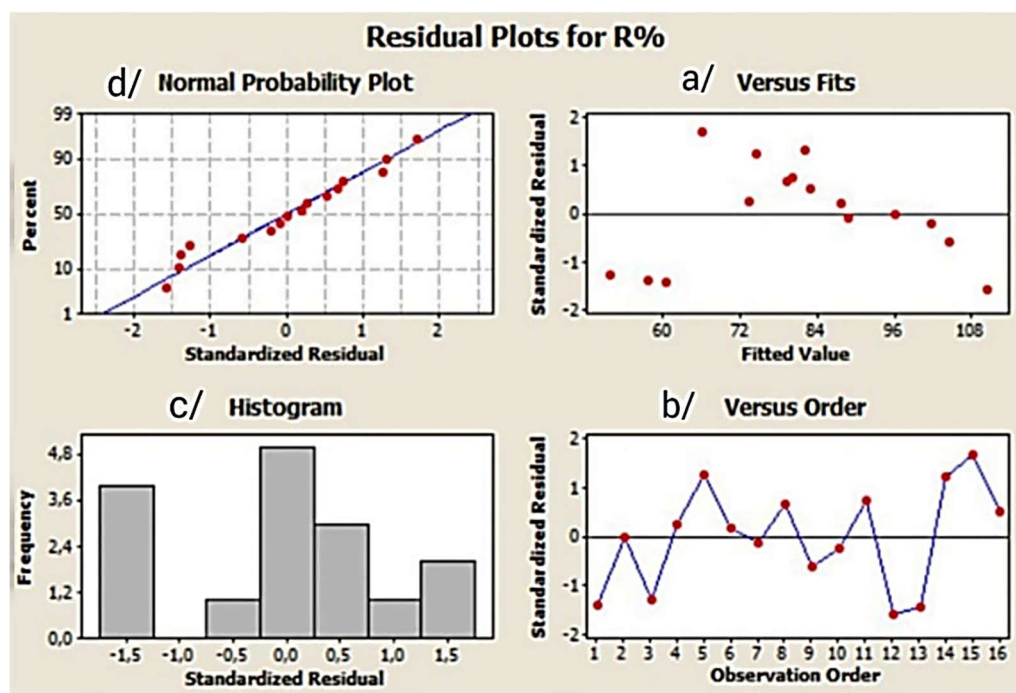 Residual Plots for R%
d/ Normal Probability Plot
99
90
50
10
1
Percent
-2 -1 0 1 2
Standardized Residual
a/ Versus Fits
2
1
0
-1
-2
Standardized Residual
60 72 84 96 108
Fitted Value
c/ Histogram
4,8
3,6
2,4
1,2
0,0
Frequency
-1,5 -1,0 -0,5 0,0 0,5 1,0 1,5
Standardized Residual
b/ Versus Order
2
1
0
-1
-2
Standardized Residual
1 2 3 4 5 6 7 8 9 10 11 12 13 14 15 16
Observation Order